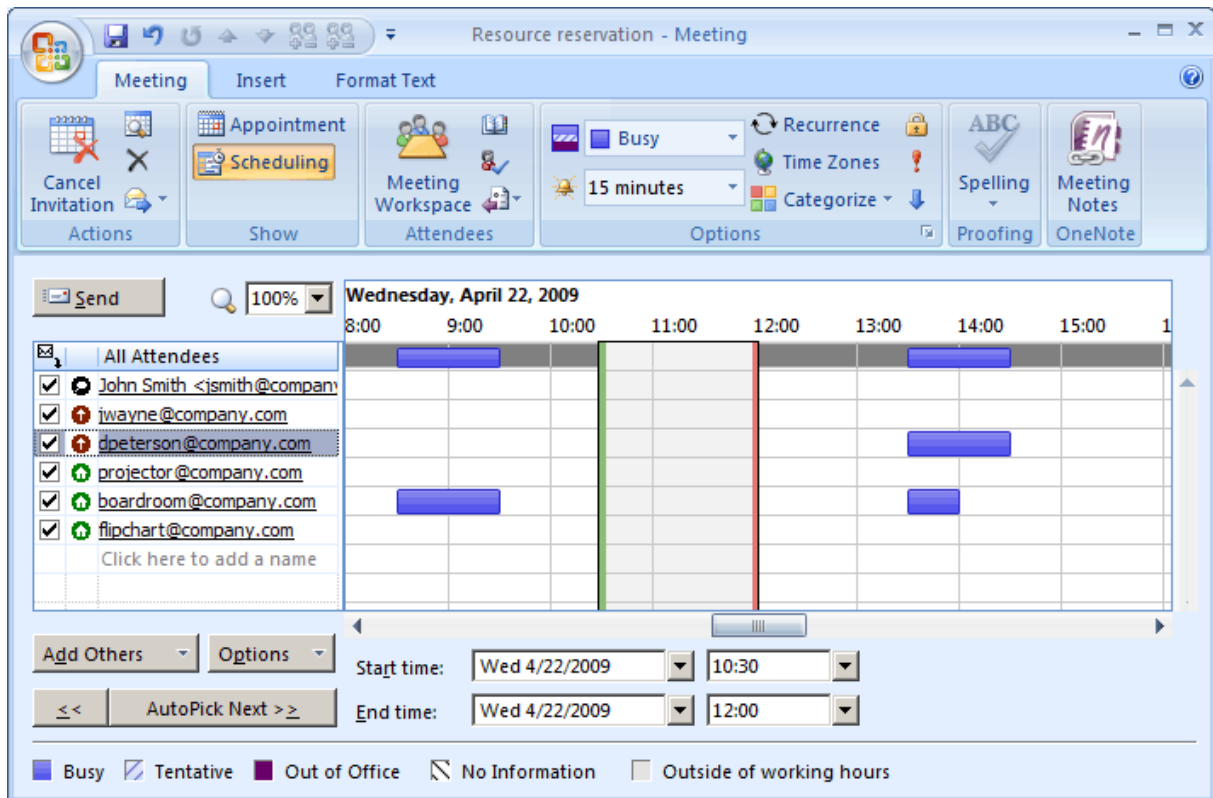 Resource reservation - Meeting
Meeting Insert Format Text
Cancel Invitation
Actions
Appointment
Scheduling
Show
Meeting Workspace
Attendees
Busy
15 minutes
Recurrence
Time Zones
Categorize
Options
ABC
Spelling
Proofing
Meeting Notes
OneNote
Send
100%
Wednesday, April 22, 2009
8:00 9:00 10:00 11:00 12:00 13:00 14:00 15:00 1
All Attendees
John Smith <jsmith@company
jwayne@company.com
dpeterson@company.com
projector@company.com
boardroom@company.com
flipchart@company.com
Click here to add a name
Add Others Options
Start time: Wed 4/22/2009 10:30
<< AutoPick Next >>
End time: Wed 4/22/2009 12:00
Busy Tentative Out of Office No Information Outside of working hours